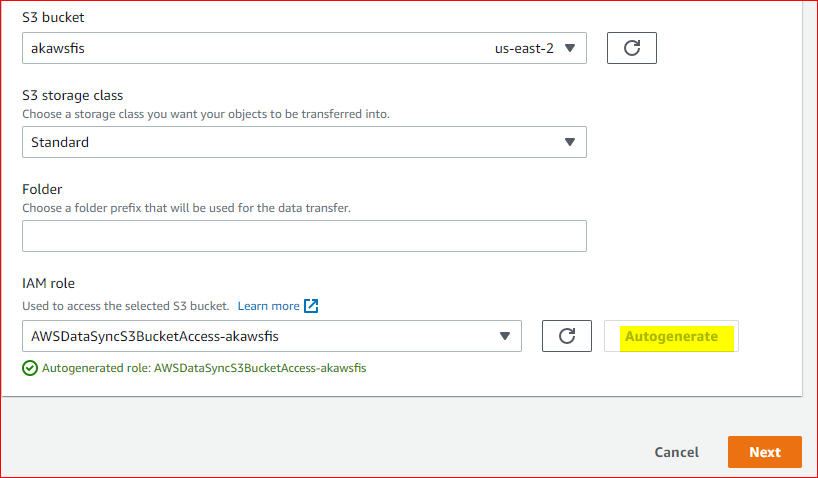 S3 bucket
akawsfis us-east-2
S3 storage class
Choose a storage class you want your objects to be transferred into.
Standard
Folder
Choose a folder prefix that will be used for the data transfer.
IAM role
Used to access the selected S3 bucket. Learn more
AWSDataSyncS3BucketAccess-akawsfis Autogenerate
Autogenerated role: AWSDataSyncS3BucketAccess-akawsfis
Cancel Next